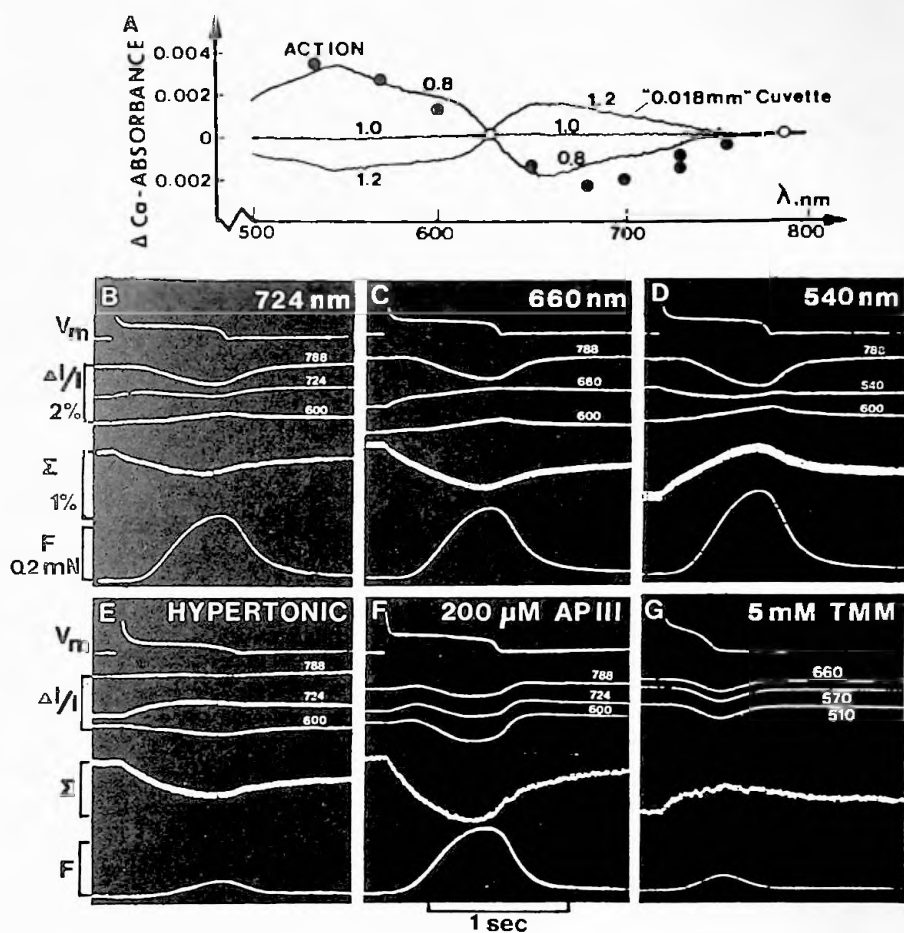 A
Δ Ca-ABSORBANCE
0.004
0.002
0
0.002
ACTION
0.8
1.2
"0.018mm" Cuvette
1.0
1.0
0.8
1.2
λ.nm
500
600
700
800
B
724 nm
C
660 nm
D
540 nm
Vm
ΔI/I
2%
Σ
1%
F
0.2 mN
788
724
600
788
660
600
540
600
E
HYPERTONIC
F
200 μM AP III
G
5 mM TMM
Vm
ΔI/I
Σ
F
788
724
600
788
724
600
660
570
510
1 sec